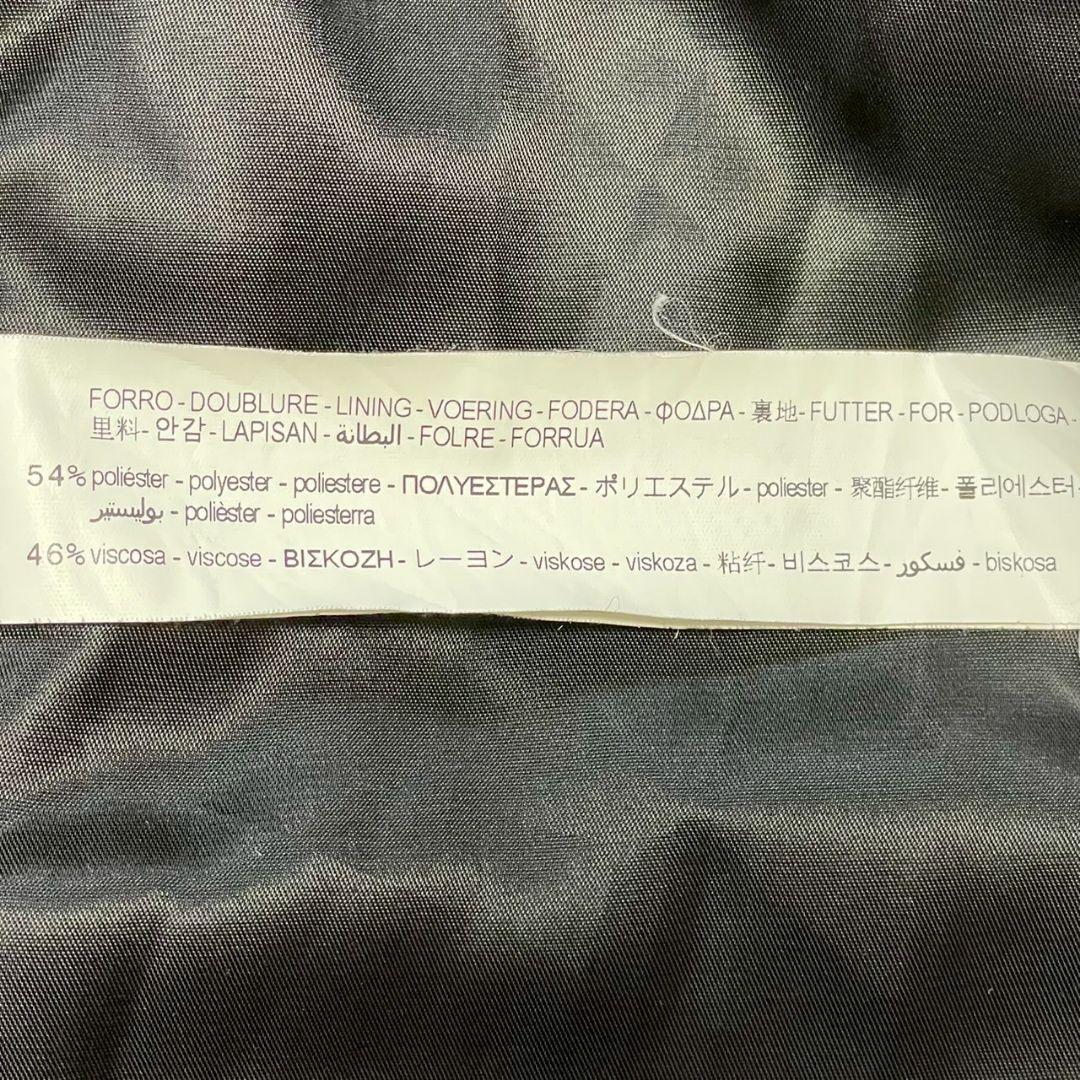 FORRO - DOUBLURE - LINING - VOERING - FODERA - ΦΟΔΡΑ - 裏地 - FUTTER - FOR - PODLOGA -
里料 - 안감 - LAPISAN - البطانة - FOLRE - FORRUA
54% poliéster - polyester - poliestere - ΠΟΛΥΕΣΤΕΡΑΣ - ポリエステル - poliester - 聚酯纤维 - 폴리에스터 -
بوليستير - polièster - poliesterra
46% viscosa - viscose - ΒΙΣΚΟΖΗ - レーヨン - viskose - viskoza - 粘纤 - 비스코스 - فسكور - biskosa